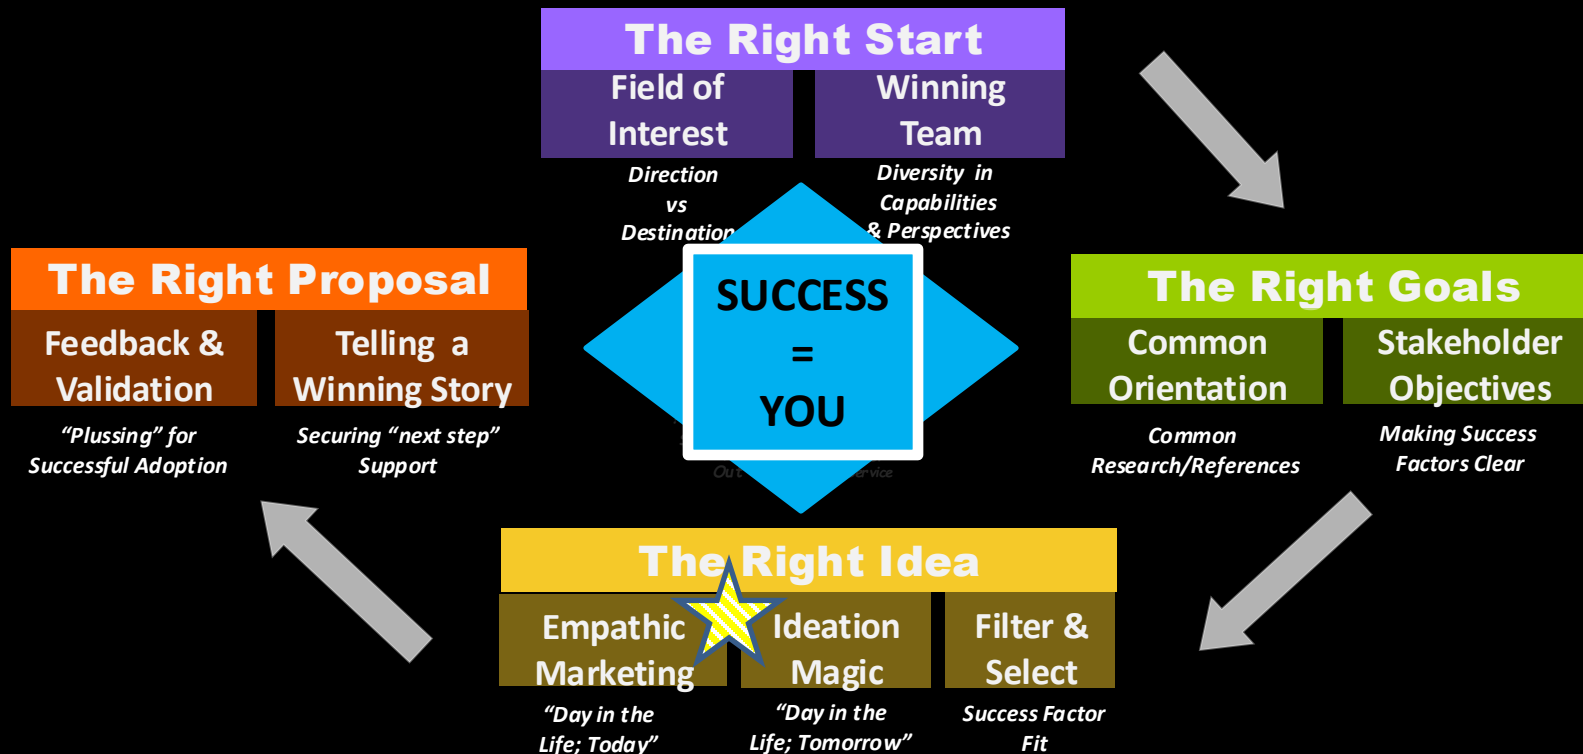 The Right Start
Field of
Interest
Direction
vs
Destination
Winning
Team
Diversity in
Capabilities
& Perspectives
The Right Goals
Common
Orientation
Common
Research/References
Stakeholder
Objectives
Making Success
Factors Clear
The Right Idea
Empathic
Marketing
“Day in the
Life; Today”
Ideation
Magic
“Day in the
Life; Tomorrow”
Filter &
Select
Success Factor
Fit
The Right Proposal
Feedback &
Validation
“Plussing” for
Successful Adoption
Telling a
Winning Story
Securing “next step”
Support
SUCCESS
=
YOU